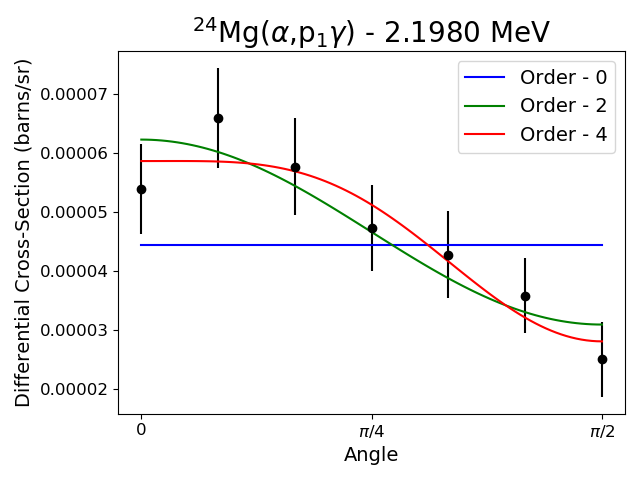 ²⁴Mg(α,p₁γ) - 2.1980 MeV
Differential Cross-Section (barns/sr)
0.00007
0.00006
0.00005
0.00004
0.00003
0.00002
Order - 0
Order - 2
Order - 4
0
π/4
π/2
Angle